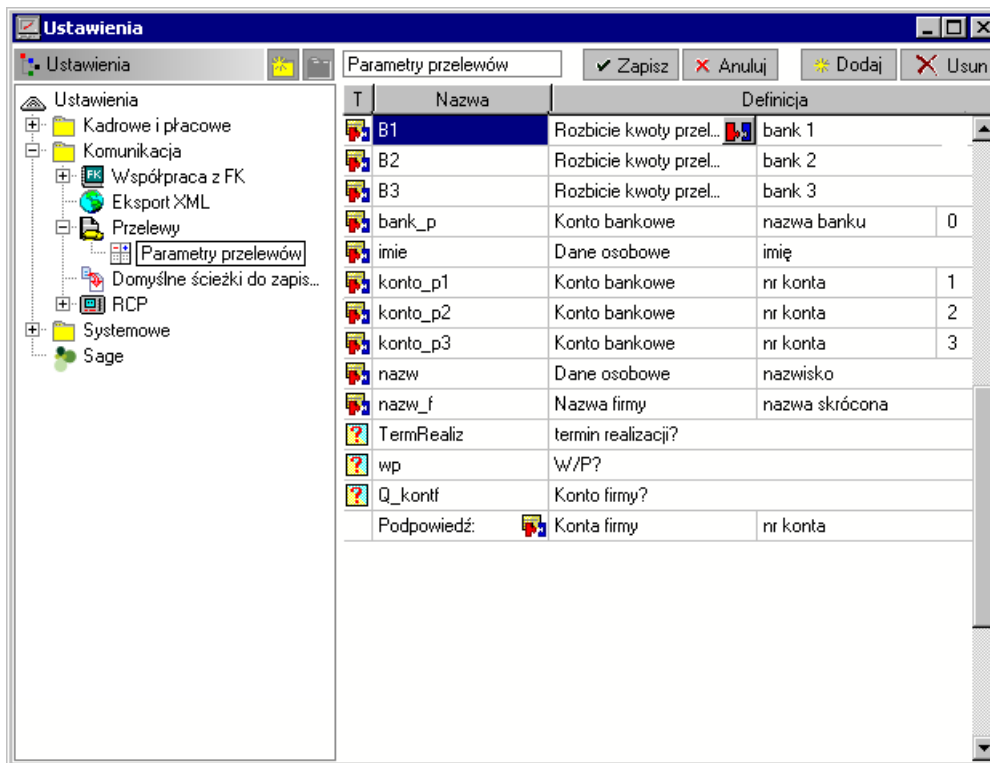 Ustawienia
Ustawienia
Parametry przelewów Zapisz Anuluj Dodaj Usun
Ustawienia
Kadrowe i płacowe
Komunikacja
FK Współpraca z FK
Eksport XML
Przelewy
Parametry przelewów
Domyślne ścieżki do zapis...
RCP
Systemowe
Sage
T Nazwa Definicja
B1 Rozbicie kwoty przel... bank 1
B2 Rozbicie kwoty przel... bank 2
B3 Rozbicie kwoty przel... bank 3
bank_p Konto bankowe nazwa banku 0
imie Dane osobowe imię
konto_p1 Konto bankowe nr konta 1
konto_p2 Konto bankowe nr konta 2
konto_p3 Konto bankowe nr konta 3
nazw Dane osobowe nazwisko
nazw_f Nazwa firmy nazwa skrócona
? TermRealiz termin realizacji?
? wp W/P?
? Q_kontf Konto firmy?
Podpowiedź: Konta firmy nr konta